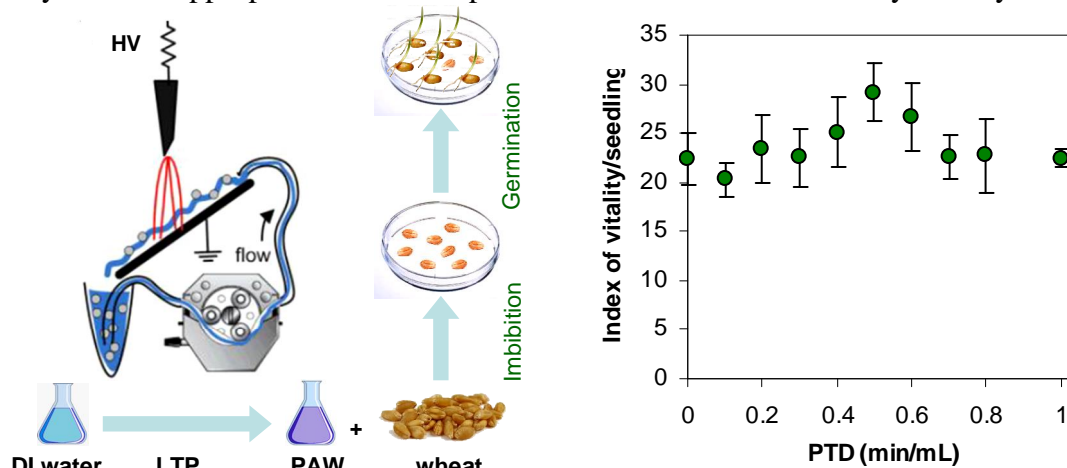 HV
flow
Germination
Imbibition
+
DI water
LTP
PAW
wheat
Index of vitality/seedling
35
30
25
20
15
10
5
0
0 0.2 0.4 0.6 0.8 1
PTD (min/mL)